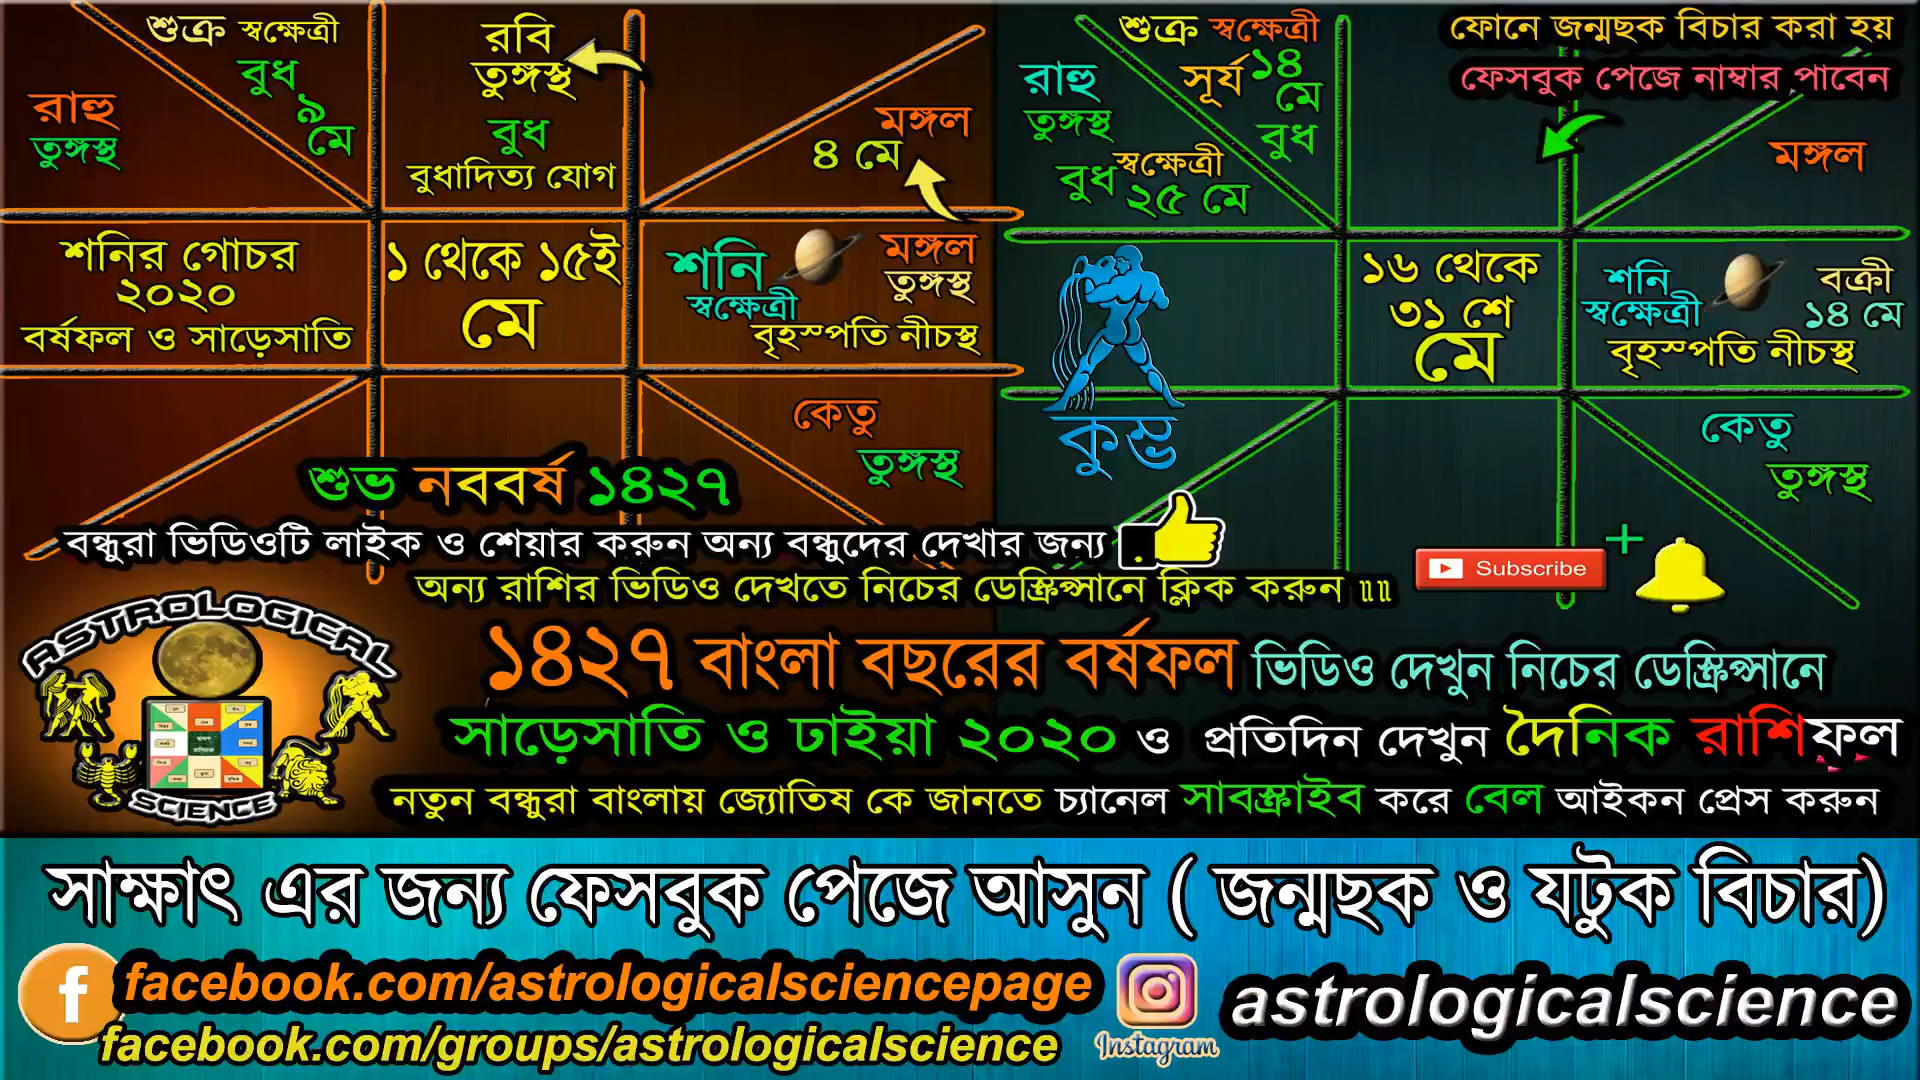 শুক্র স্বক্ষেত্রী
বুধ
৯
মে
রাহু
তুঙ্গস্থ
রবি
তুঙ্গস্থ
বুধ
বুধাদিত্য যোগ
মঙ্গল
৪ মে
শনির গোচর
২০২০
বর্ষফল ও সাড়েসাতি
১ থেকে ১৫ই
মে
শনি
স্বক্ষেত্রী
মঙ্গল
তুঙ্গস্থ
বৃহস্পতি নীচস্থ
কেতু
তুঙ্গস্থ
শুক্র স্বক্ষেত্রী
রাহু
তুঙ্গস্থ
সূর্য ১৪
মে
বুধ
স্বক্ষেত্রী
বুধ ২৫ মে
ফোনে জন্মছক বিচার করা হয়
ফেসবুক পেজে নাম্বার পাবেন
মঙ্গল
কুম্ভ
১৬ থেকে
৩১ শে
মে
শনি
স্বক্ষেত্রী
বক্রী
১৪ মে
বৃহস্পতি নীচস্থ
কেতু
তুঙ্গস্থ
শুভ নববর্ষ ১৪২৭
বন্ধুরা ভিডিওটি লাইক ও শেয়ার করুন অন্য বন্ধুদের দেখার জন্য
অন্য রাশির ভিডিও দেখতে নিচের ডেস্ক্রিপ্সানে ক্লিক করুন
Subscribe
+
ASTROLOGICAL
SCIENCE
১৪২৭ বাংলা বছরের বর্ষফল ভিডিও দেখুন নিচের ডেস্ক্রিপ্সানে
সাড়েসাতি ও ঢাইয়া ২০২০ ও প্রতিদিন দেখুন দৈনিক রাশিফল
নতুন বন্ধুরা বাংলায় জ্যোতিষ কে জানতে চ্যানেল সাবস্ক্রাইব করে বেল আইকন প্রেস করুন
সাক্ষাৎ এর জন্য ফেসবুক পেজে আসুন ( জন্মছক ও যটুক বিচার)
facebook.com/astrologicalsciencepage
facebook.com/groups/astrologicalscience
Instagram
astrologicalscience